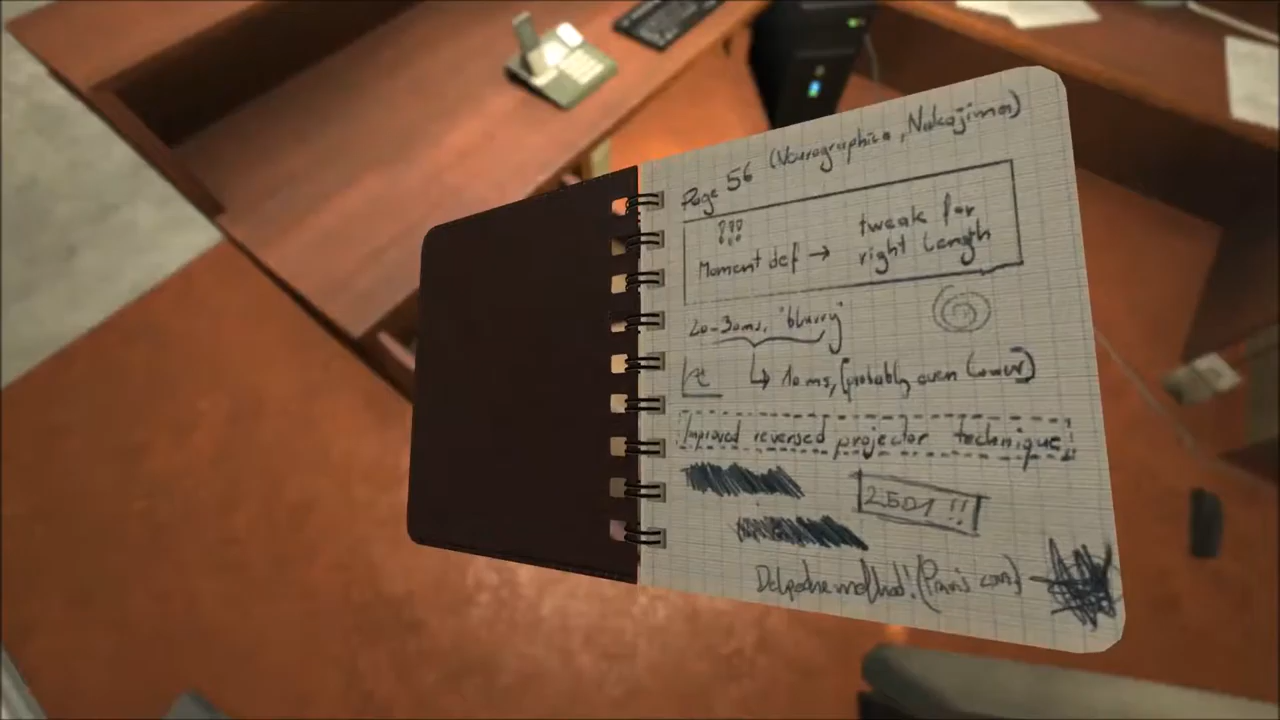 Page 56 (Neurographica, Nakajima)
???
Moment def → tweak for
right length
20-30ms, "blurry"
↳ 10 ms, (probably even lower)
Improved reversed projector technique
2501 !!
method! (Paris con)